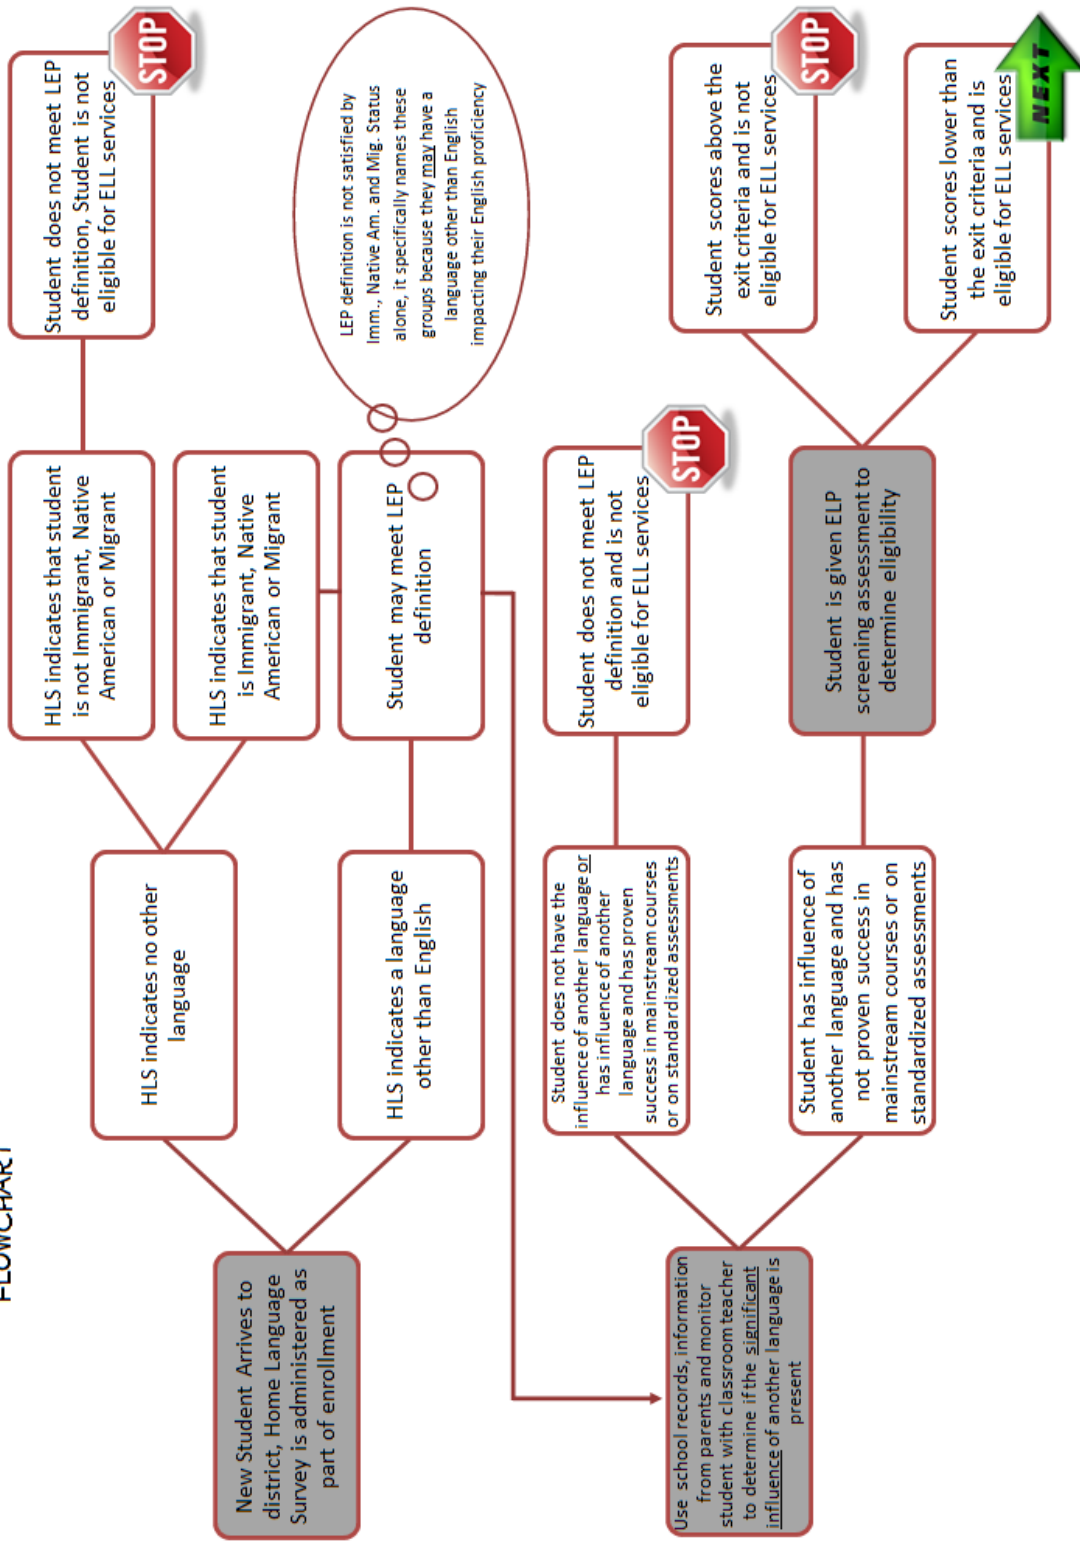 FLOWCHART
New Student Arrives to
district, Home Language
Survey is administered as
part of enrollment
HLS indicates no other
language
HLS indicates a language
other than English
HLS indicates that student
is not Immigrant, Native
American or Migrant
HLS indicates that student
is Immigrant, Native
American or Migrant
Student may meet LEP
definition
Student does not meet LEP
definition, Student is not
eligible for ELL services
STOP
LEP definition is not satisfied by
Imm., Native Am. and Mig. Status
alone, it specifically names these
groups because they may have a
language other than English
impacting their English proficiency
Use school records, information
from parents and monitor
student with classroom teacher
to determine if the significant
influence of another language is
present
Student does not have the
influence of another language or
has influence of another
language and has proven
success in mainstream courses
or on standardized assessments
Student does not meet LEP
definition and is not
eligible for ELL services
STOP
Student has influence of
another language and has
not proven success in
mainstream courses or on
standardized assessments
Student is given ELP
screening assessment to
determine eligibility
Student scores above the
exit criteria and is not
eligible for ELL services
STOP
Student scores lower than
the exit criteria and is
eligible for ELL services
NEXT